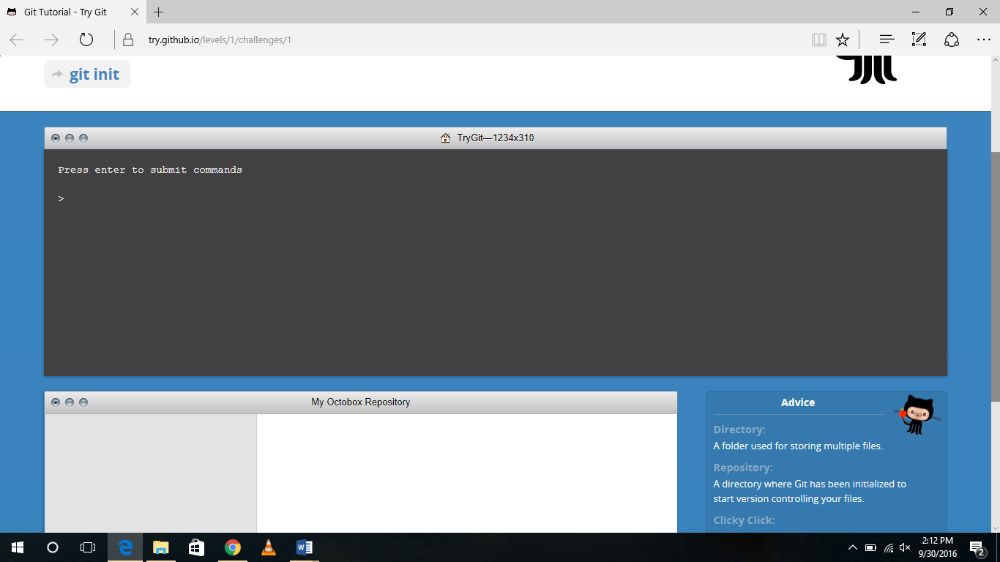 Git Tutorial - Try Git
try.github.io/levels/1/challenges/1
git init
TryGit—1234x310
Press enter to submit commands
>
My Octobox Repository
Advice
Directory:
A folder used for storing multiple files.
Repository:
A directory where Git has been initialized to
start version controlling your files.
Clicky Click:
2:12 PM
9/30/2016
2